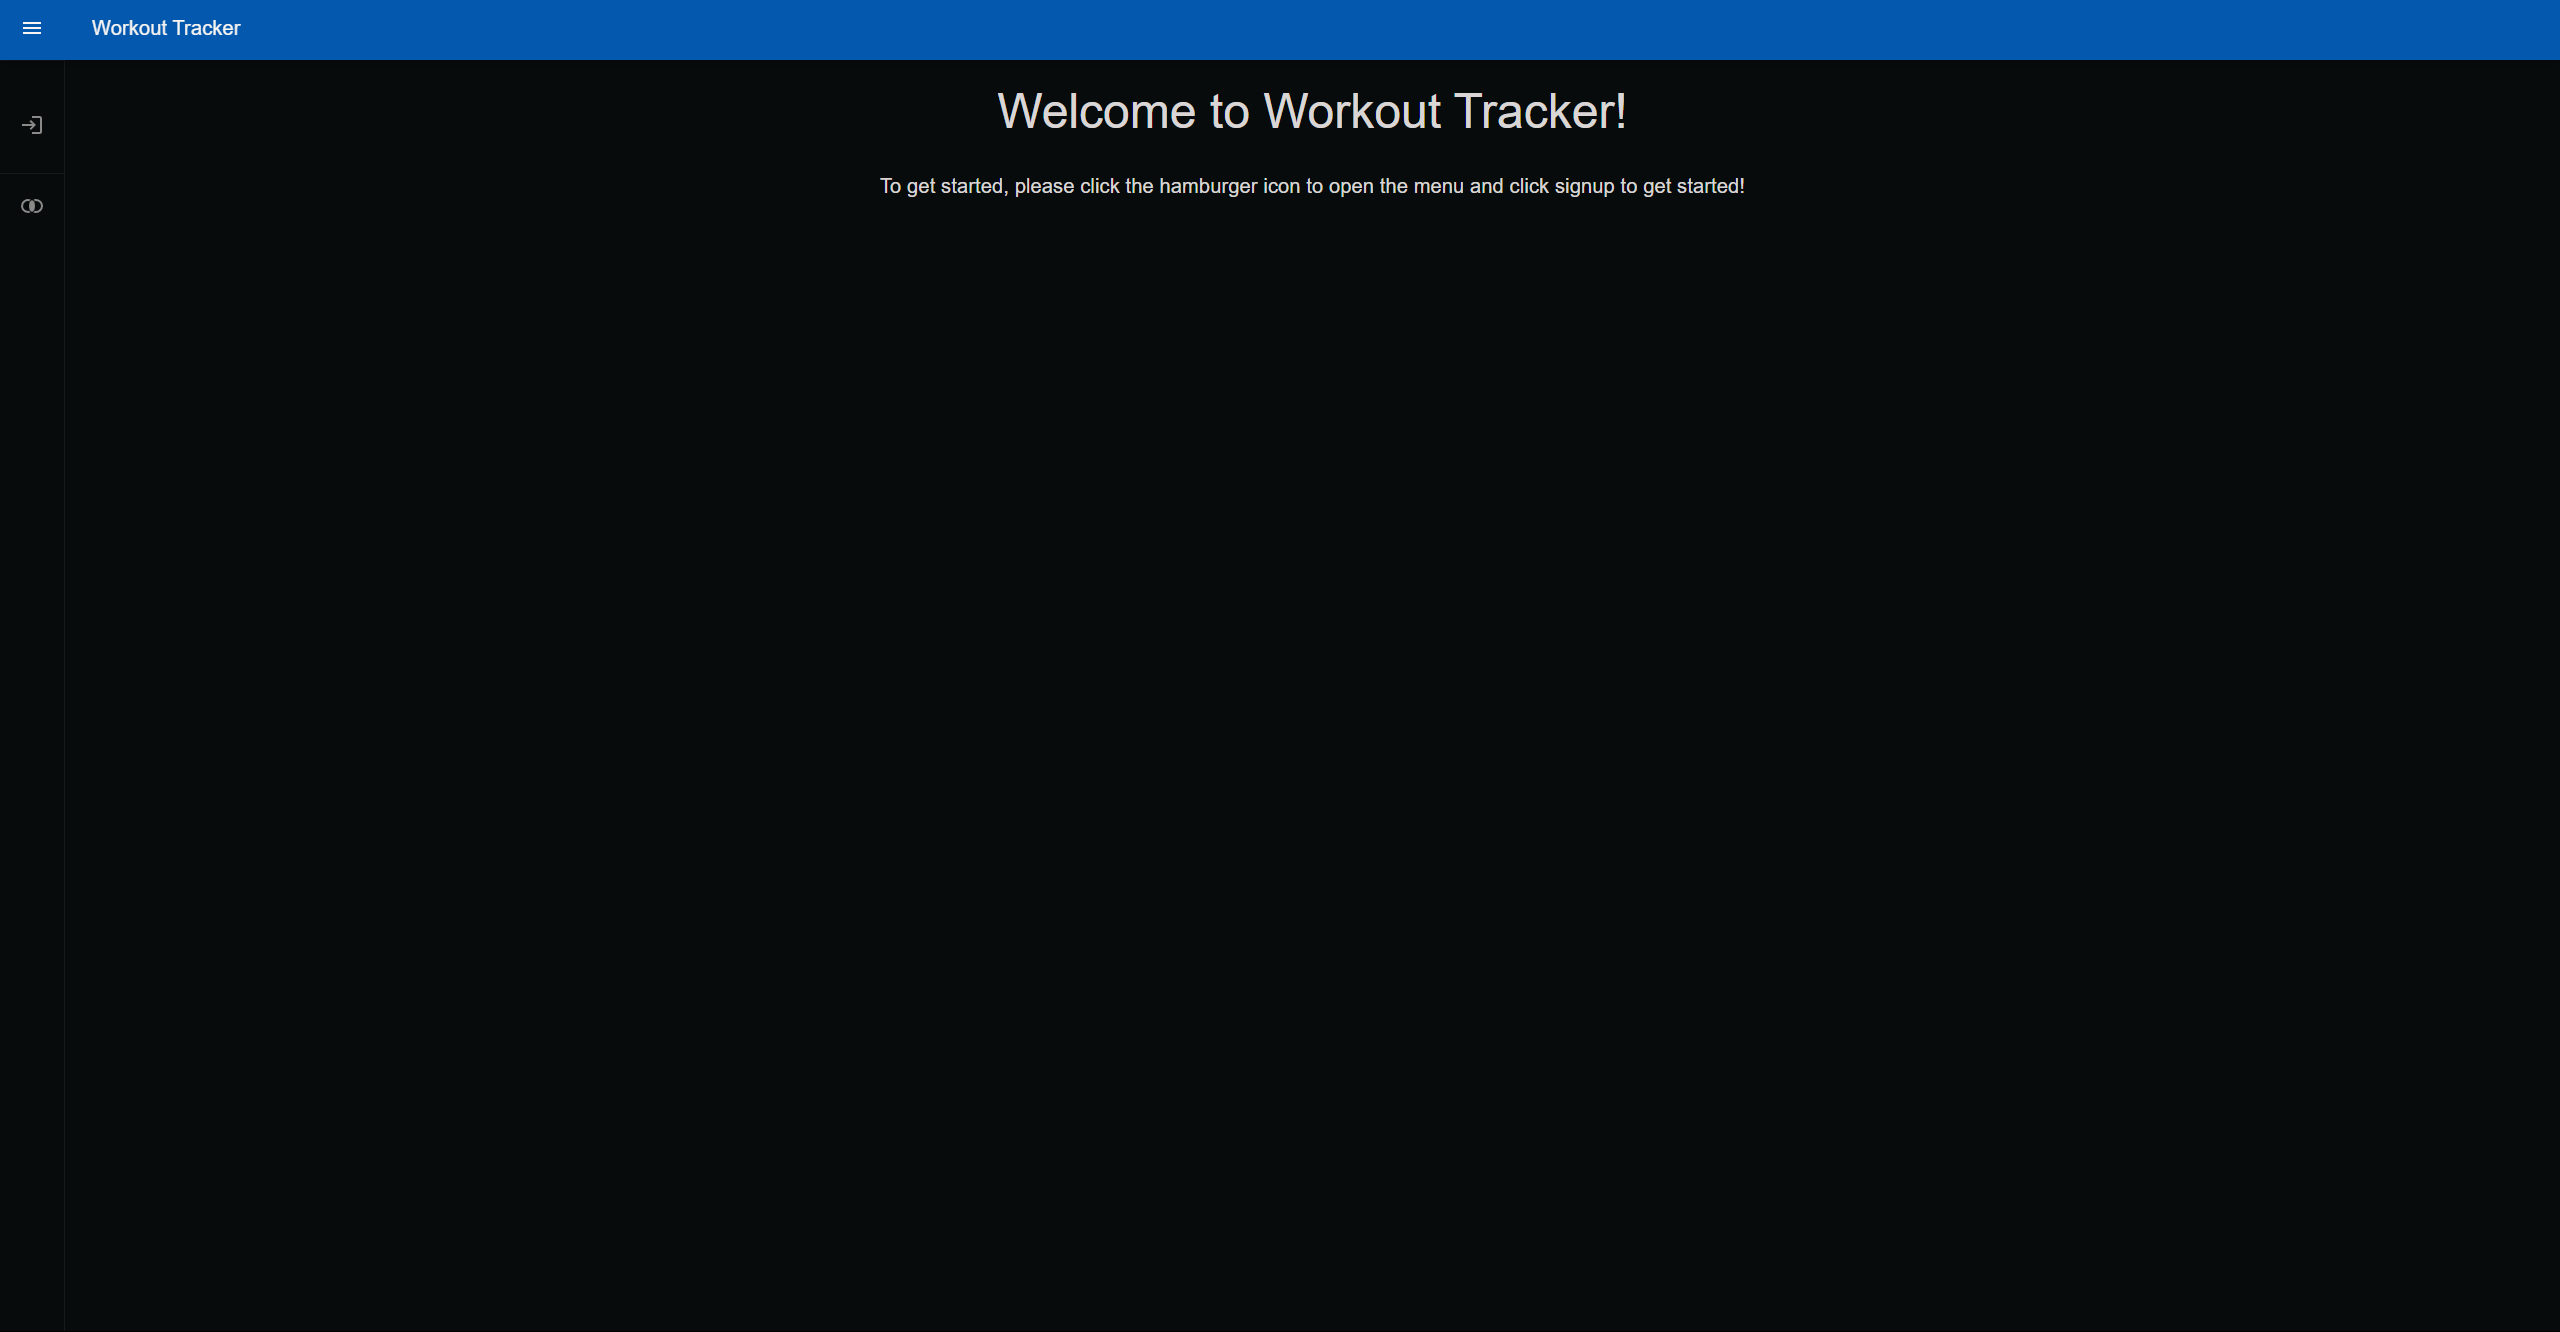 Workout Tracker
Welcome to Workout Tracker!
To get started, please click the hamburger icon to open the menu and click signup to get started!